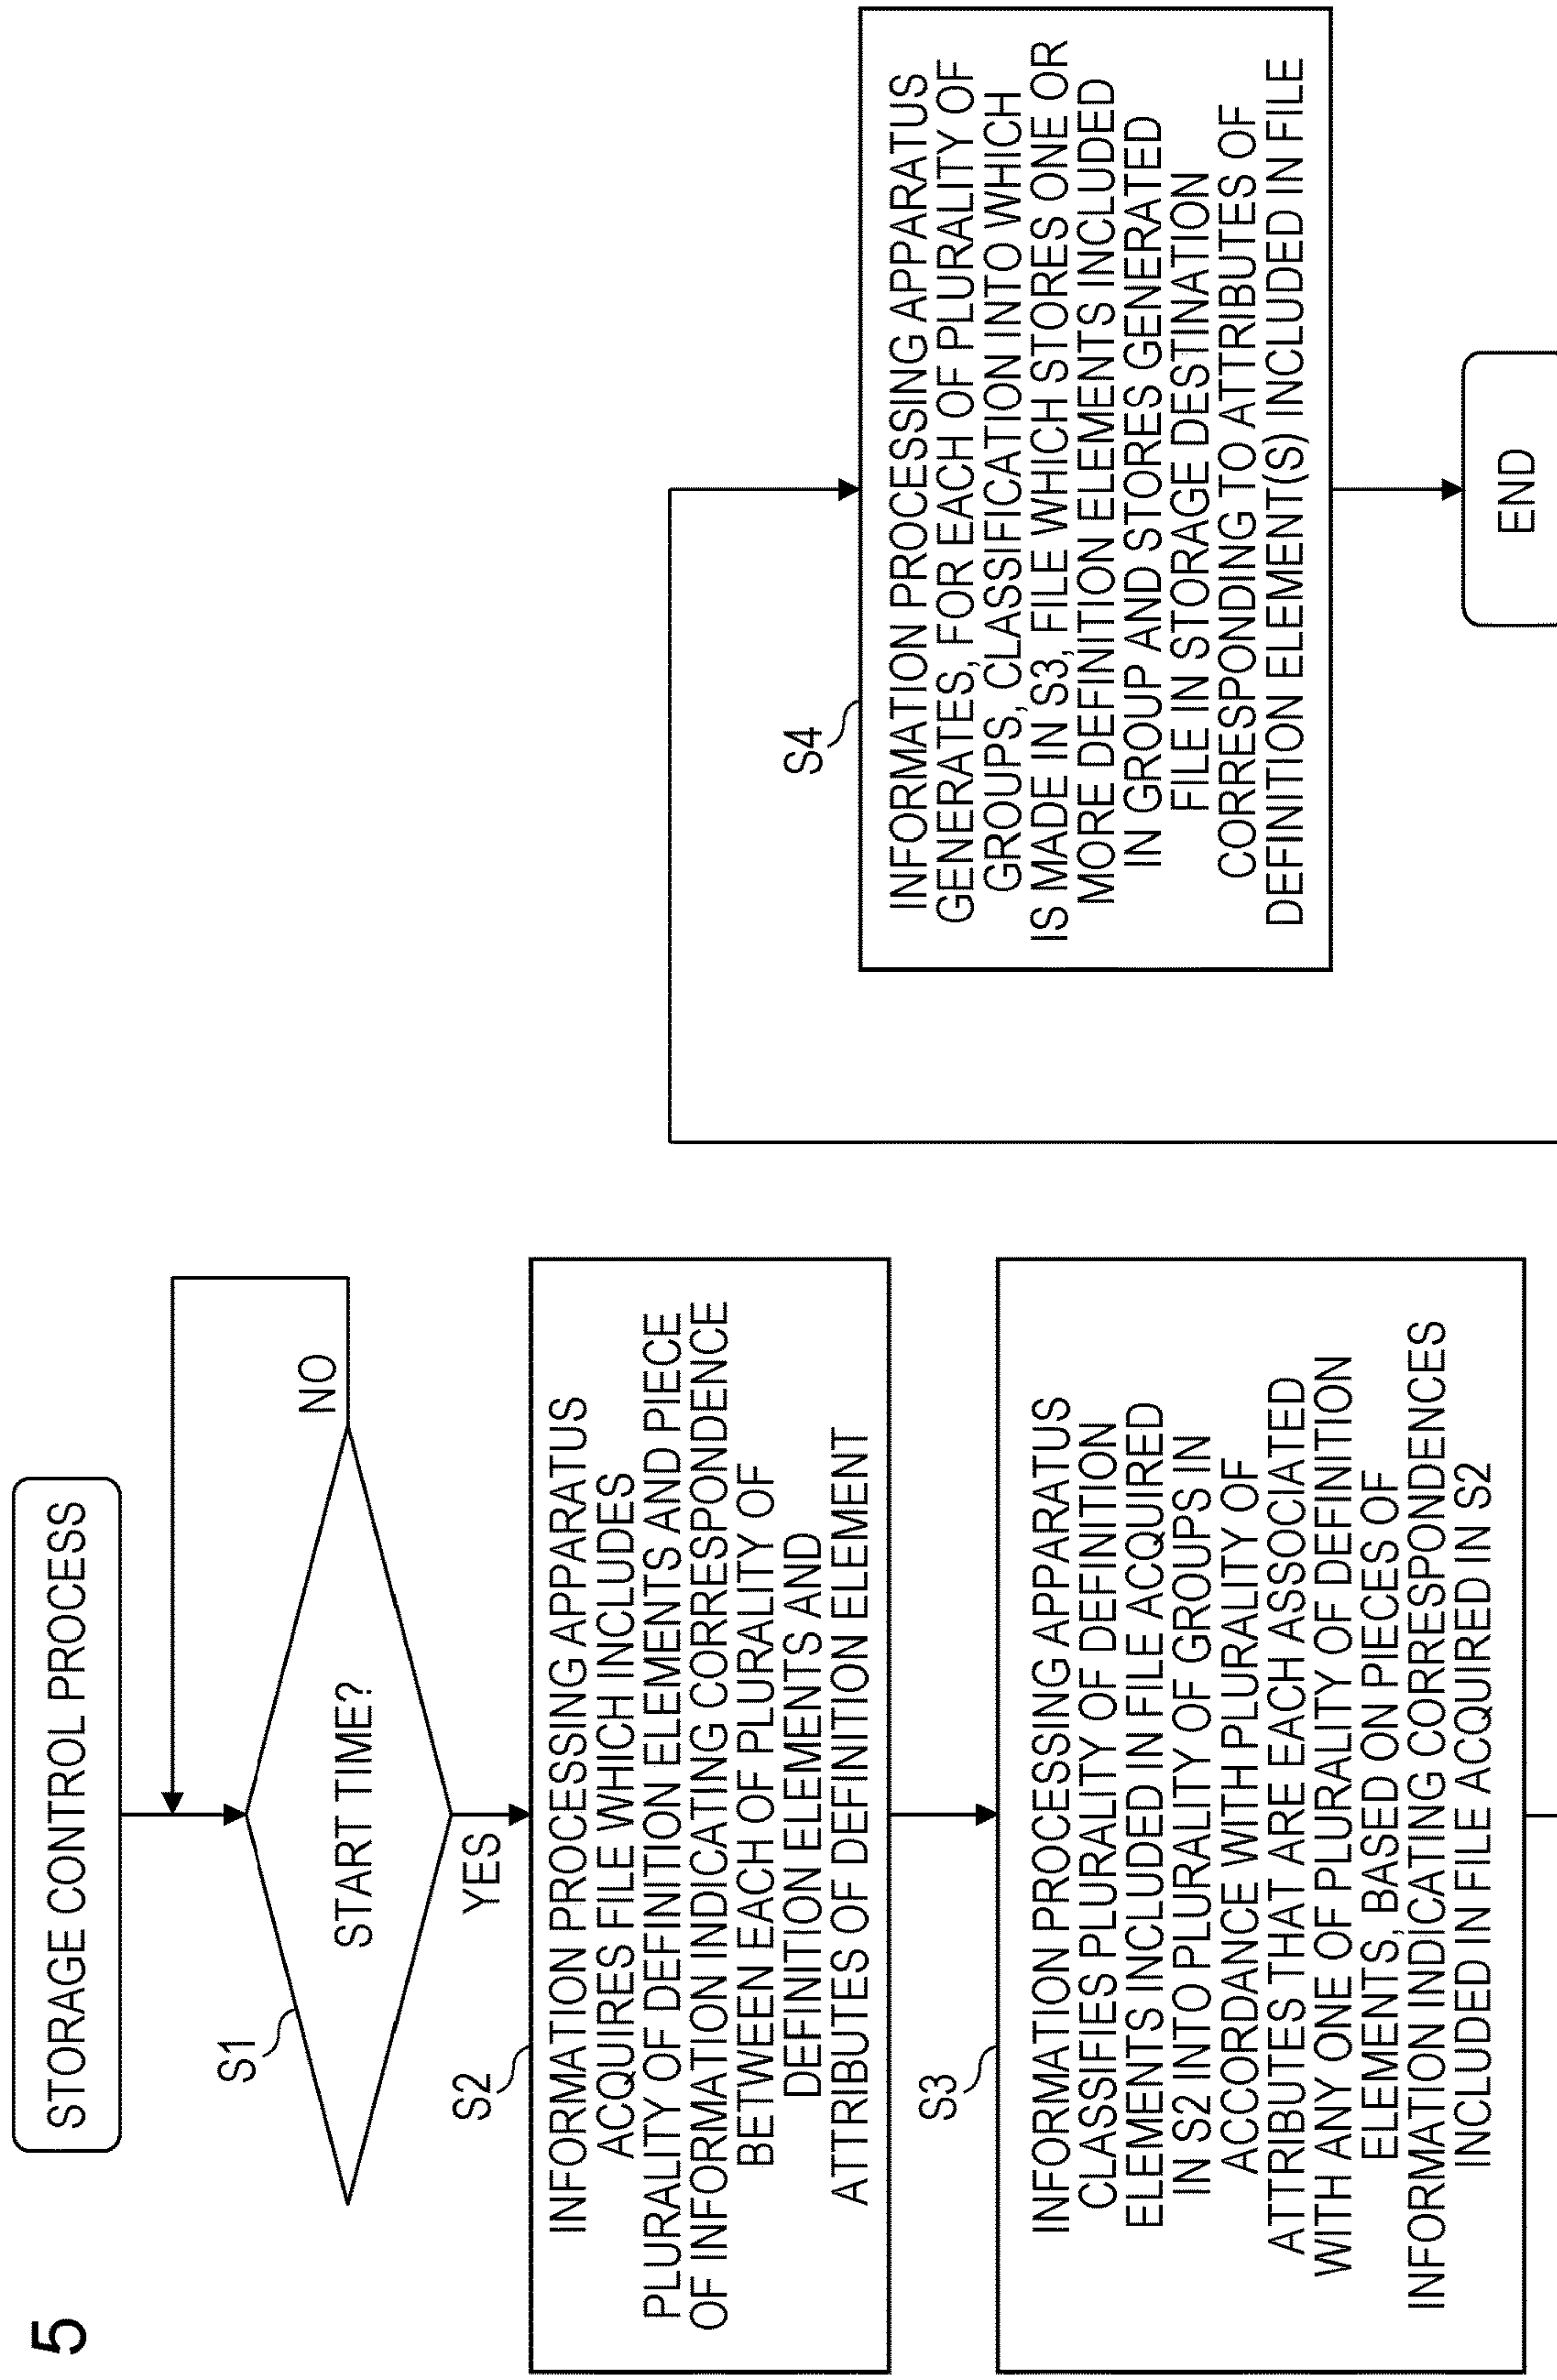 5
STORAGE CONTROL PROCESS
S1
START TIME?
NO
YES
S2
INFORMATION PROCESSING APPARATUS
ACQUIRES FILE WHICH INCLUDES
PLURALITY OF DEFINITION ELEMENTS AND PIECE
OF INFORMATION INDICATING CORRESPONDENCE
BETWEEN EACH OF PLURALITY OF
DEFINITION ELEMENTS AND
ATTRIBUTES OF DEFINITION ELEMENT
S3
INFORMATION PROCESSING APPARATUS
CLASSIFIES PLURALITY OF DEFINITION
ELEMENTS INCLUDED IN FILE ACQUIRED
IN S2 INTO PLURALITY OF GROUPS IN
ACCORDANCE WITH PLURALITY OF
ATTRIBUTES THAT ARE EACH ASSOCIATED
WITH ANY ONE OF PLURALITY OF DEFINITION
ELEMENTS, BASED ON PIECES OF
INFORMATION INDICATING CORRESPONDENCES
INCLUDED IN FILE ACQUIRED IN S2
S4
INFORMATION PROCESSING APPARATUS
GENERATES, FOR EACH OF PLURALITY OF
GROUPS, CLASSIFICATION INTO WHICH
IS MADE IN S3, FILE WHICH STORES ONE OR
MORE DEFINITION ELEMENTS INCLUDED
IN GROUP AND STORES GENERATED
FILE IN STORAGE DESTINATION
CORRESPONDING TO ATTRIBUTES OF
DEFINITION ELEMENT(S) INCLUDED IN FILE
END